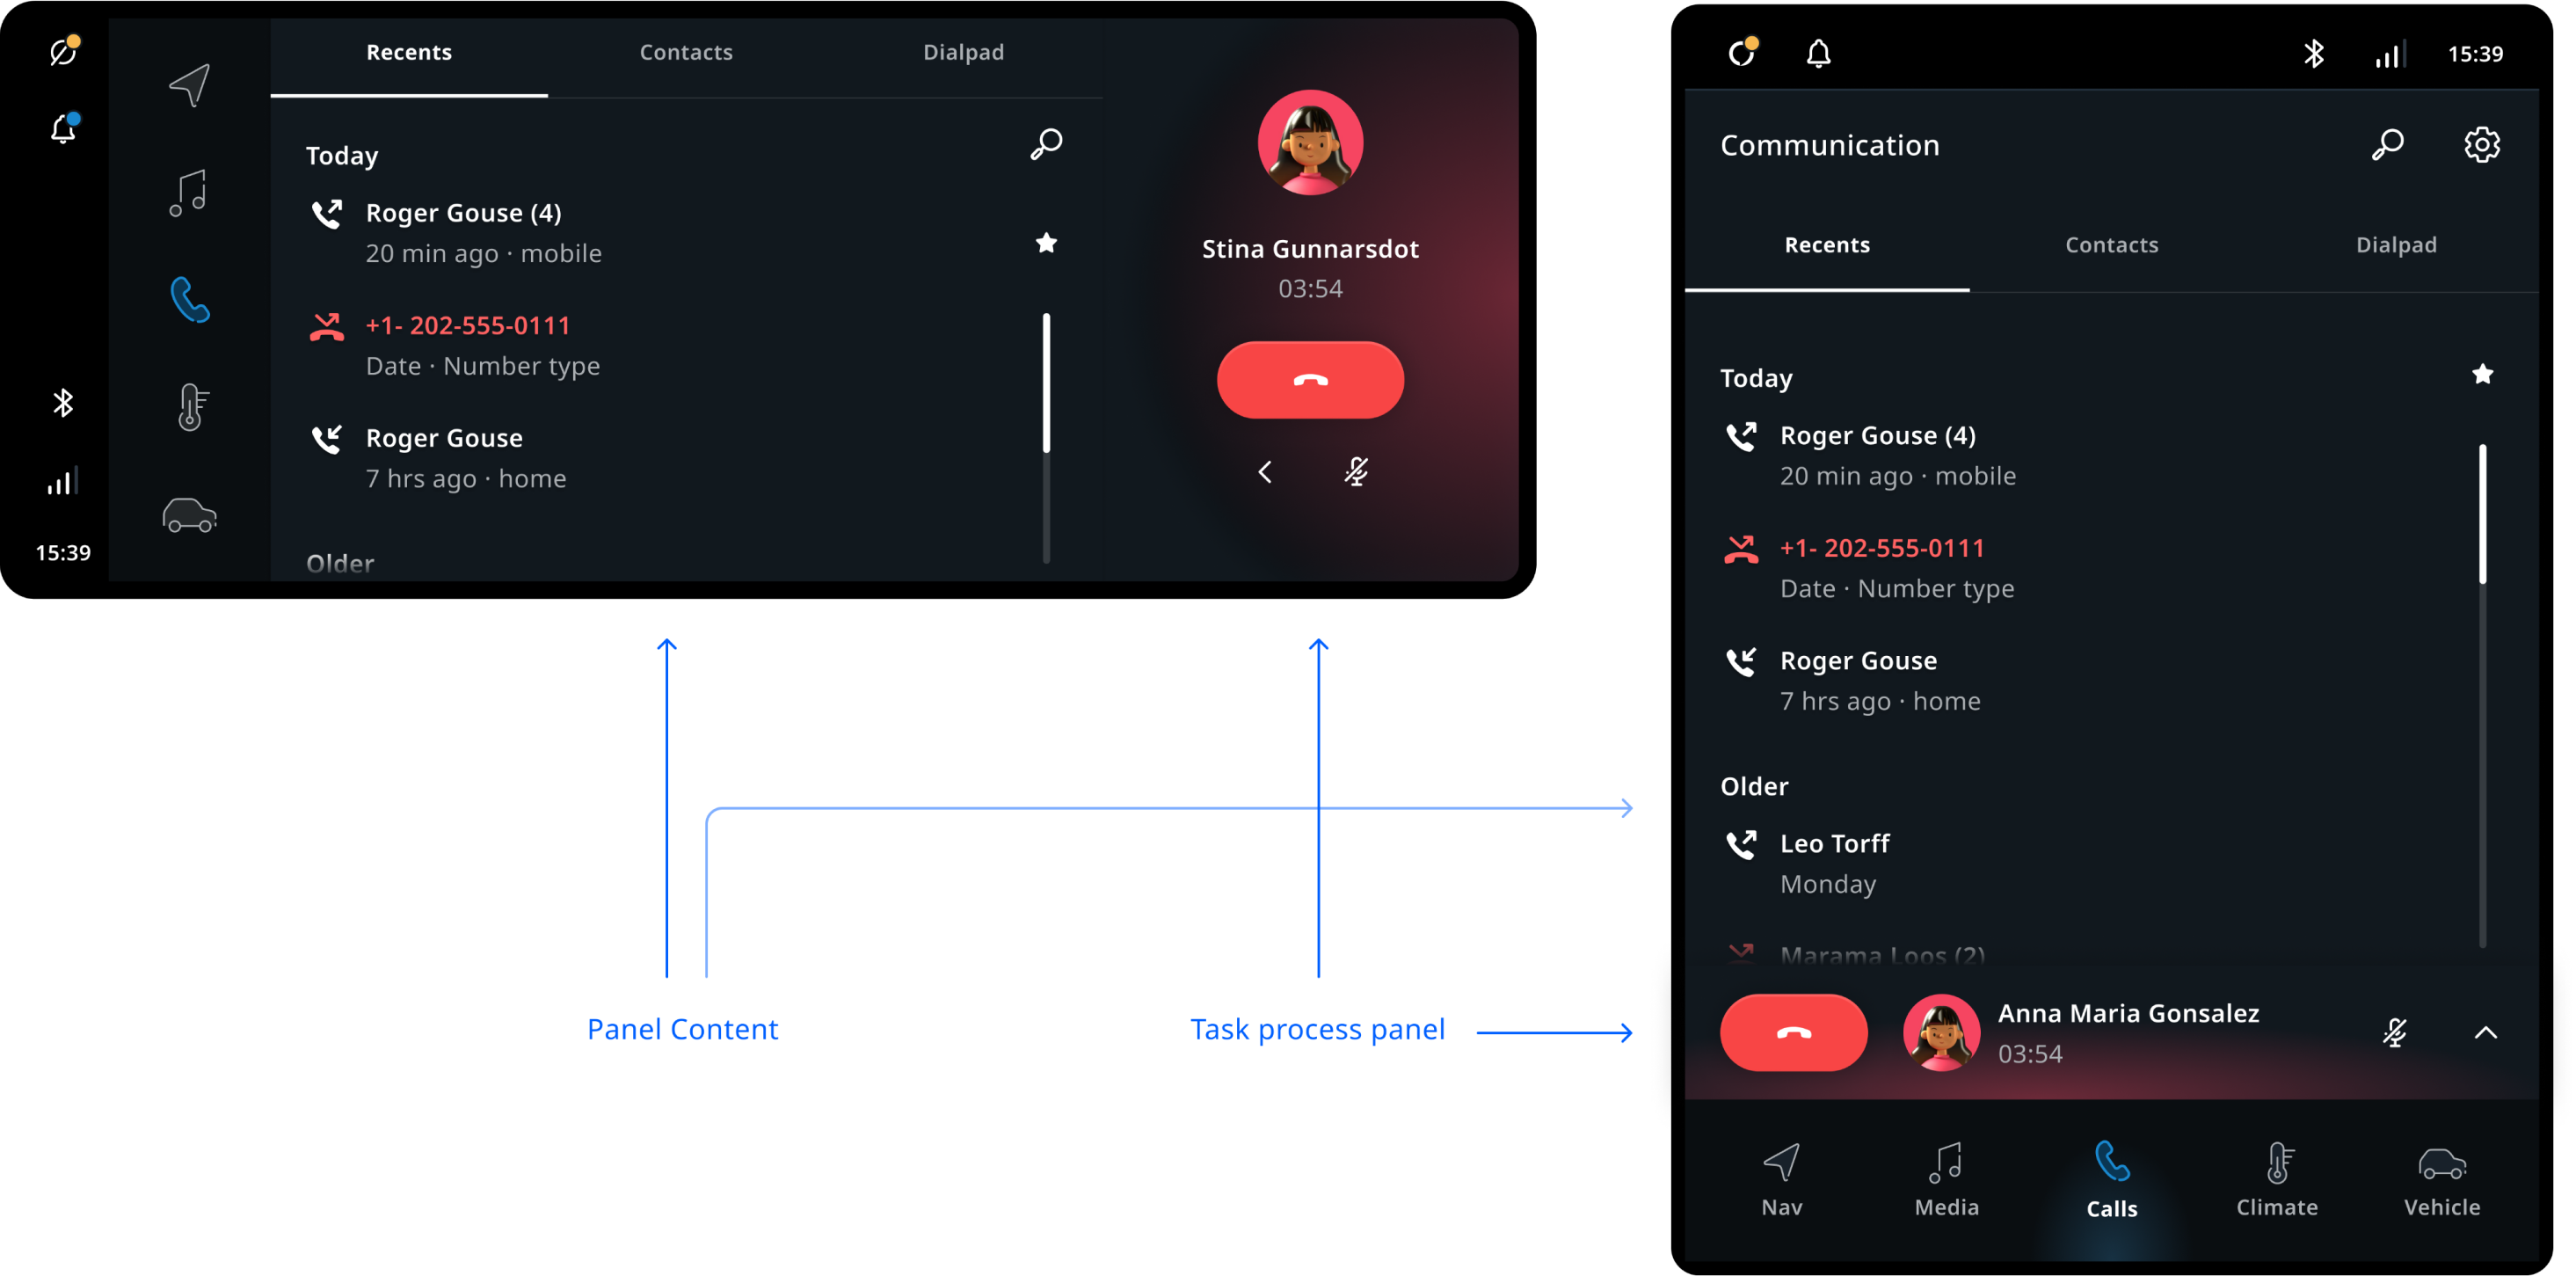 Recents
Contacts
Dialpad
Today
Roger Gouse (4)
20 min ago · mobile
+1- 202-555-0111
Date · Number type
Roger Gouse
7 hrs ago · home
Older
15:39
Stina Gunnarsdot
03:54
Panel Content
Task process panel
15:39
Communication
Recents
Contacts
Dialpad
Today
Roger Gouse (4)
20 min ago · mobile
+1- 202-555-0111
Date · Number type
Roger Gouse
7 hrs ago · home
Older
Leo Torff
Monday
Marama Loos (2)
Anna Maria Gonsalez
03:54
Nav
Media
Calls
Climate
Vehicle